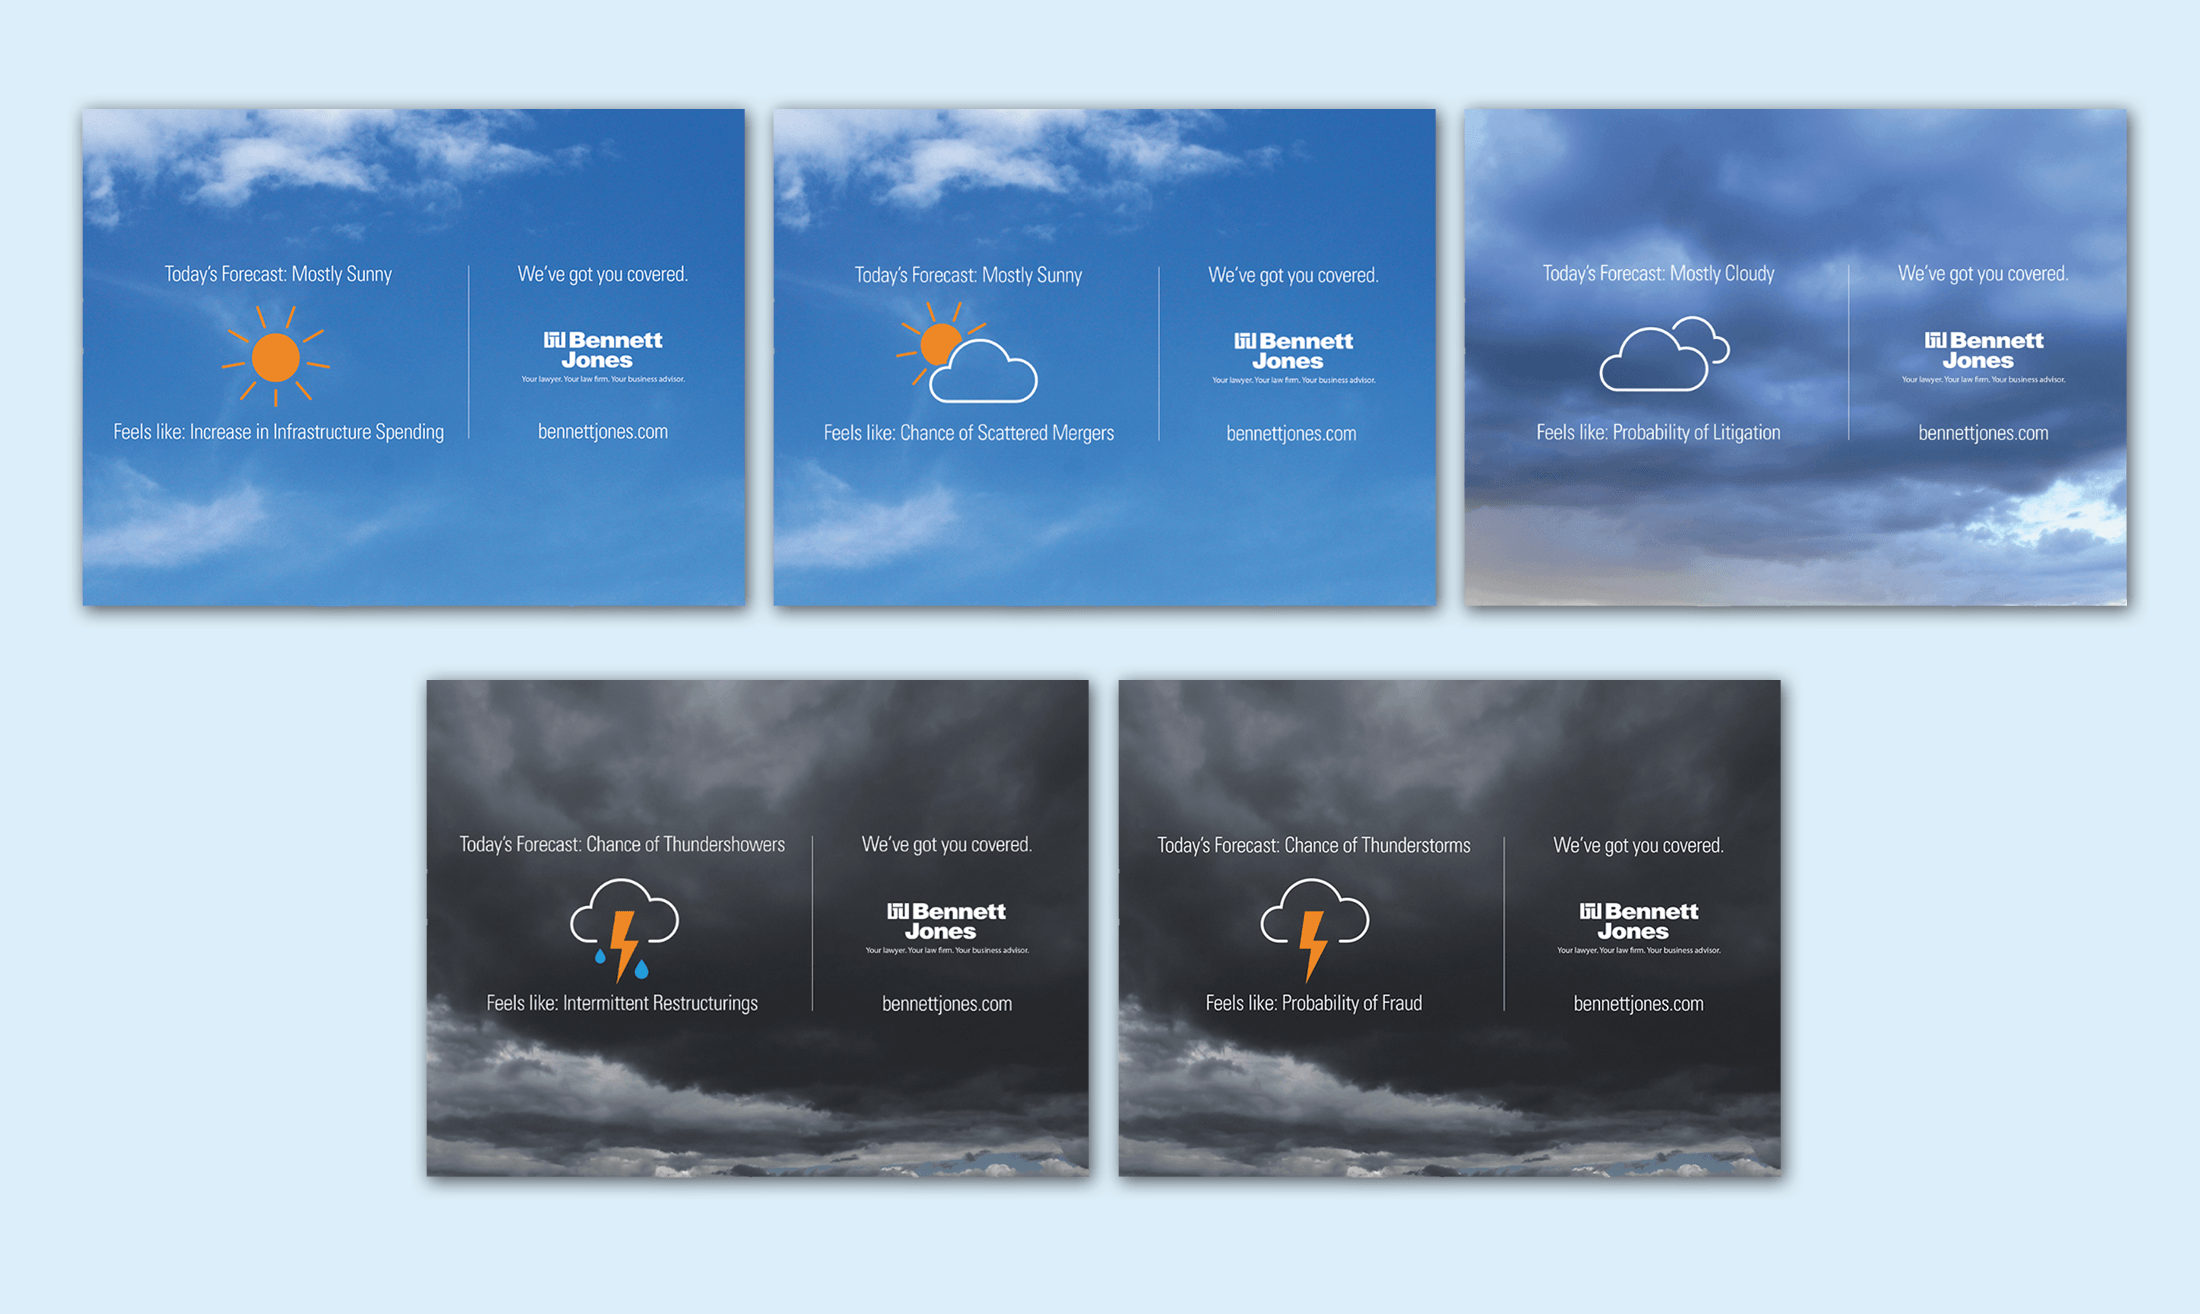 Today's Forecast: Mostly Sunny
Feels like: Increase in Infrastructure Spending
We've got you covered.
Bennett
Jones
Your lawyer. Your law firm. Your business advisor.
bennettjones.com
Today's Forecast: Mostly Sunny
Feels like: Chance of Scattered Mergers
We've got you covered.
Bennett
Jones
Your lawyer. Your law firm. Your business advisor.
bennettjones.com
Today's Forecast: Mostly Cloudy
Feels like: Probability of Litigation
We've got you covered.
Bennett
Jones
Your lawyer. Your law firm. Your business advisor.
bennettjones.com
Today's Forecast: Chance of Thundershowers
Feels like: Intermittent Restructurings
We've got you covered.
Bennett
Jones
Your lawyer. Your law firm. Your business advisor.
bennettjones.com
Today's Forecast: Chance of Thunderstorms
Feels like: Probability of Fraud
We've got you covered.
Bennett
Jones
Your lawyer. Your law firm. Your business advisor.
bennettjones.com